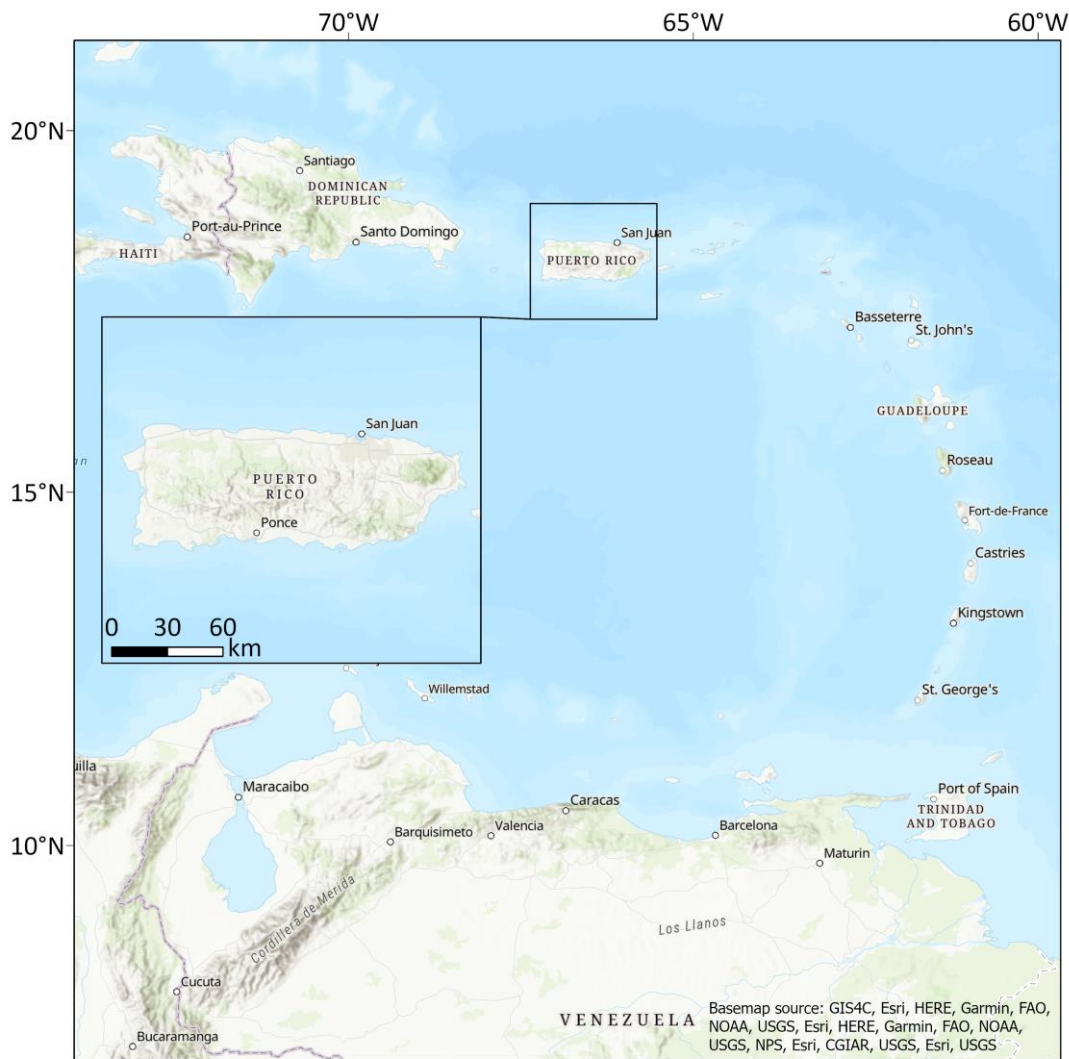 70°W
65°W
60°W
20°N
Santiago
DOMINICAN
REPUBLIC
Port-au-Prince
Santo Domingo
HAITI
San Juan
PUERTO RICO
Basseterre
St. John's
GUADELOUPE
San Juan
PUERTO
RICO
Ponce
15°N
Roseau
Fort-de-France
Castries
Kingstown
0 30 60
km
Willemstad
St. George's
uilla
Maracaibo
Caracas
Port of Spain
TRINIDAD
AND TOBAGO
Barquisimeto
Valencia
Barcelona
10°N
Maturin
Cordillera de Merida
Los Llanos
Cucuta
Bucaramanga
VENEZUELA
Basemap source: GIS4C, Esri, HERE, Garmin, FAO,
NOAA, USGS, Esri, HERE, Garmin, FAO, NOAA,
USGS, NPS, Esri, CGIAR, USGS, Esri, USGS